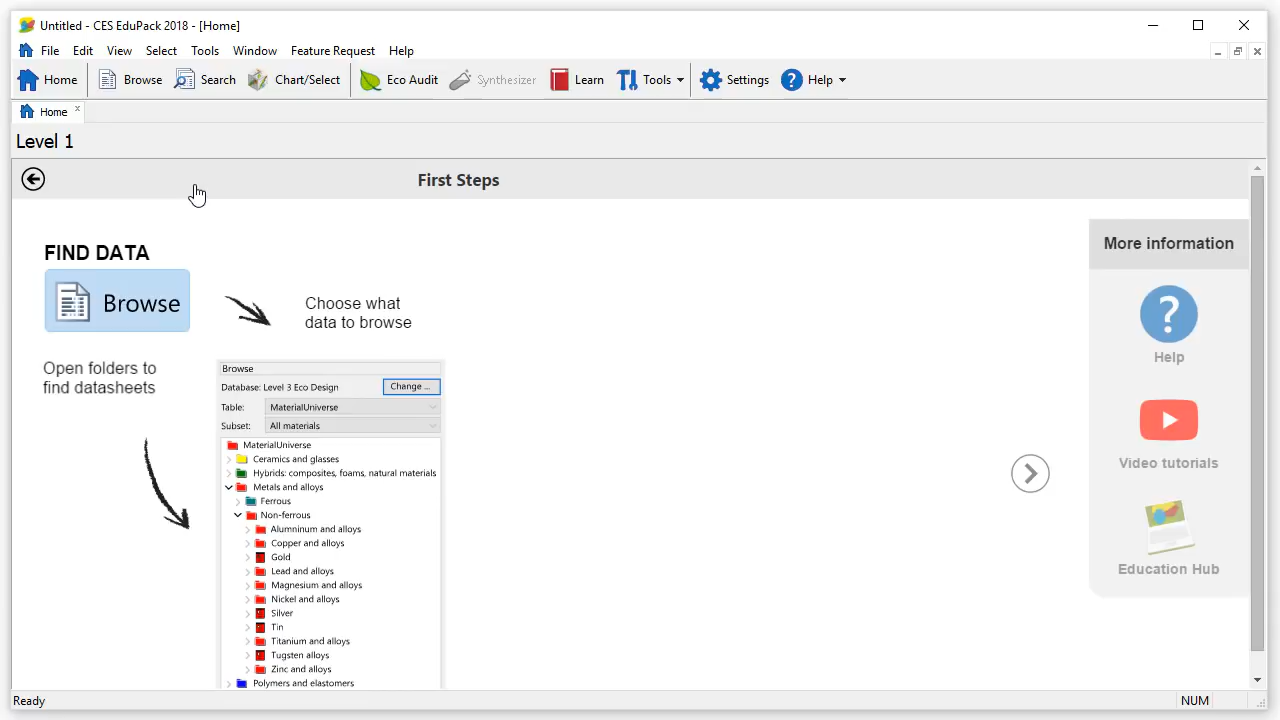 Untitled - CES EduPack 2018 - [Home]
File Edit View Select Tools Window Feature Request Help
Home Browse Search Chart/Select Eco Audit Synthesizer Learn Tools Settings Help
Home
Level 1
First Steps
FIND DATA
Browse
Choose what
data to browse
Open folders to
find datasheets
Browse
Database: Level 3 Eco Design Change ...
Table: MaterialUniverse
Subset: All materials
MaterialUniverse
Ceramics and glasses
Hybrids: composites, foams, natural materials
Metals and alloys
Ferrous
Non-ferrous
Alumninum and alloys
Copper and alloys
Gold
Lead and alloys
Magnesium and alloys
Nickel and alloys
Silver
Tin
Titanium and alloys
Tugsten alloys
Zinc and alloys
Polymers and elastomers
More information
Help
Video tutorials
Education Hub
Ready NUM